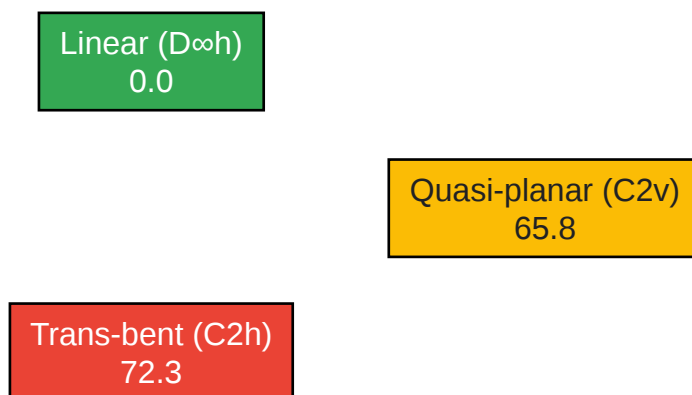 Linear (D∞h)
0.0
Quasi-planar (C2v)
65.8
Trans-bent (C2h)
72.3